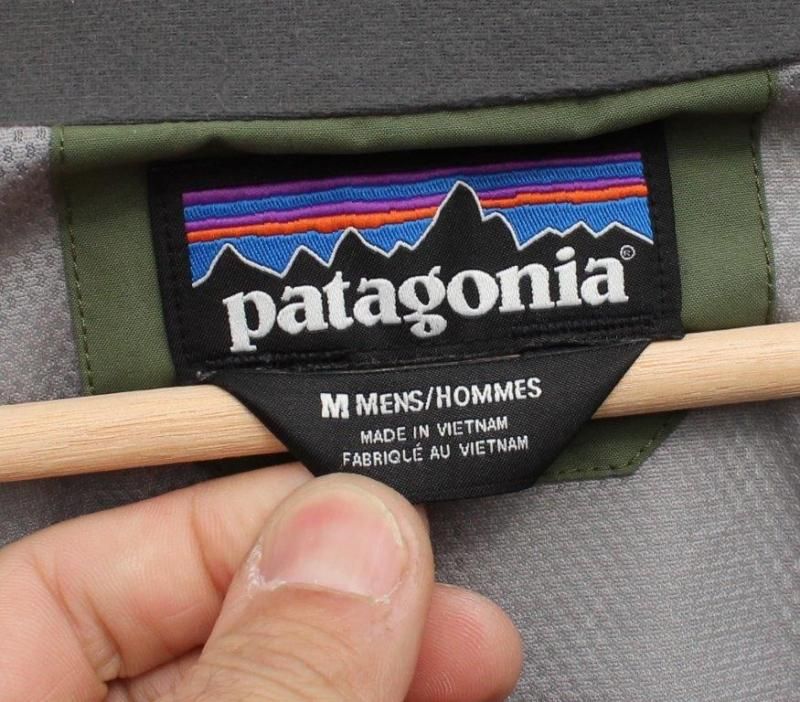 patagonia®
M MENS/HOMMES
MADE IN VIETNAM
FABRIQUÉ AU VIETNAM